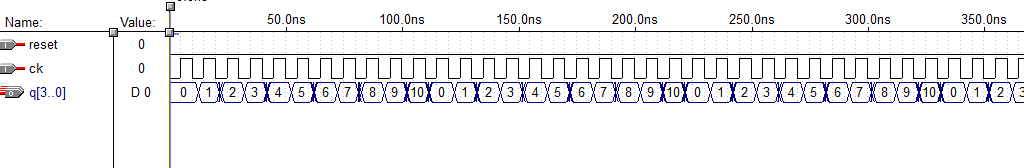 Name: Value: 50.0ns 100.0ns 150.0ns 200.0ns 250.0ns 300.0ns 350.0ns
reset 0
ck 0
q[3..0] D 0 0 1 2 3 4 5 6 7 8 9 10 0 1 2 3 4 5 6 7 8 9 10 0 1 2 3 4 5 6 7 8 9 10 0 1 2 3